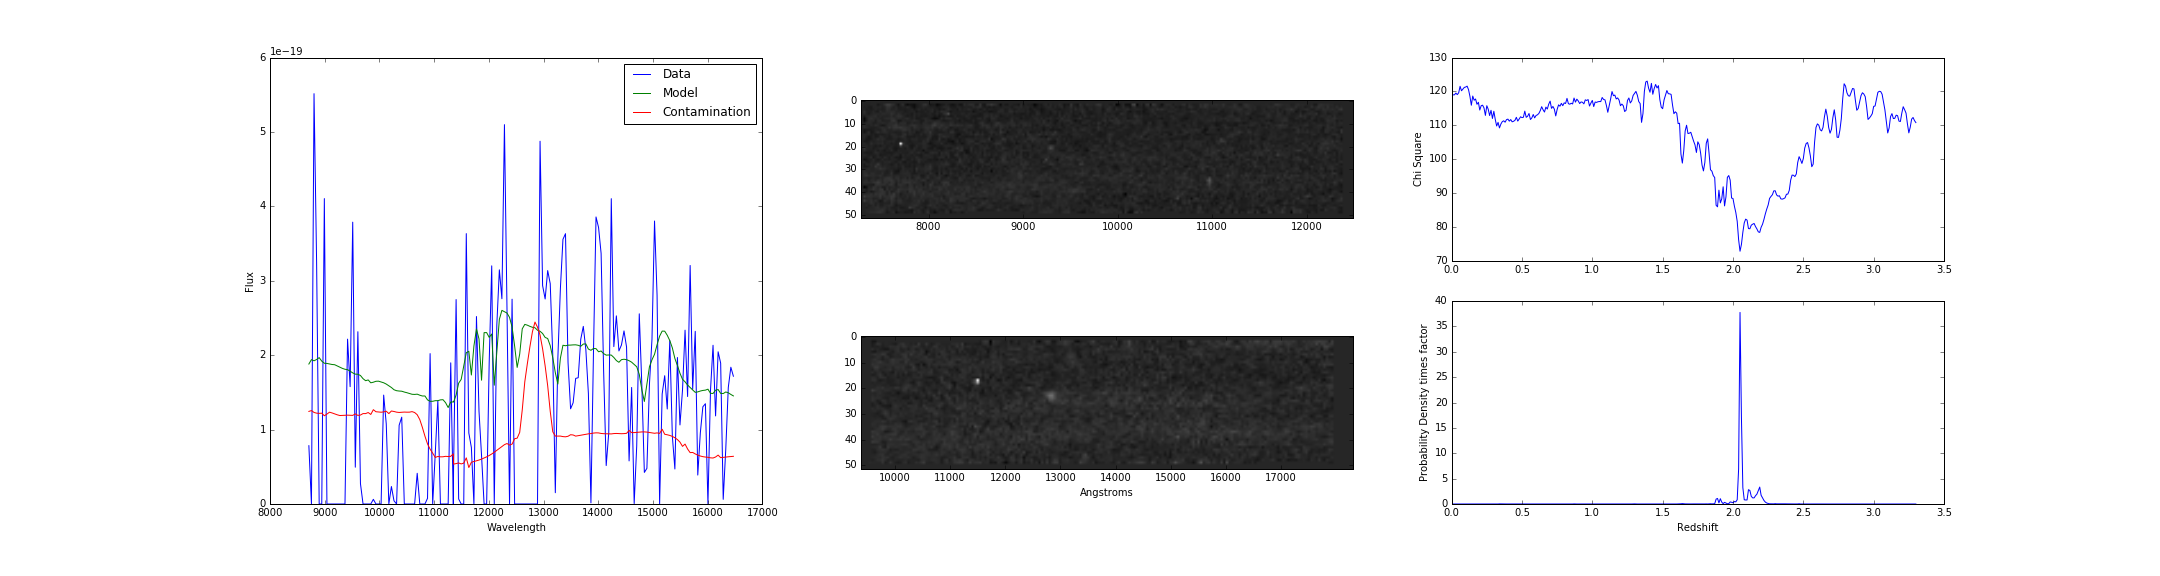 1e−19
6
5
4
3
2
1
0
8000 9000 10000 11000 12000 13000 14000 15000 16000 17000
Wavelength
Flux
Data
Model
Contamination
0
10
20
30
40
50
8000 9000 10000 11000 12000
0
10
20
30
40
50
10000 11000 12000 13000 14000 15000 16000 17000
Angstroms
130
120
110
100
90
80
70
0.0 0.5 1.0 1.5 2.0 2.5 3.0 3.5
Chi Square
40
35
30
25
20
15
10
5
0
0.0 0.5 1.0 1.5 2.0 2.5 3.0 3.5
Redshift
Probability Density times factor